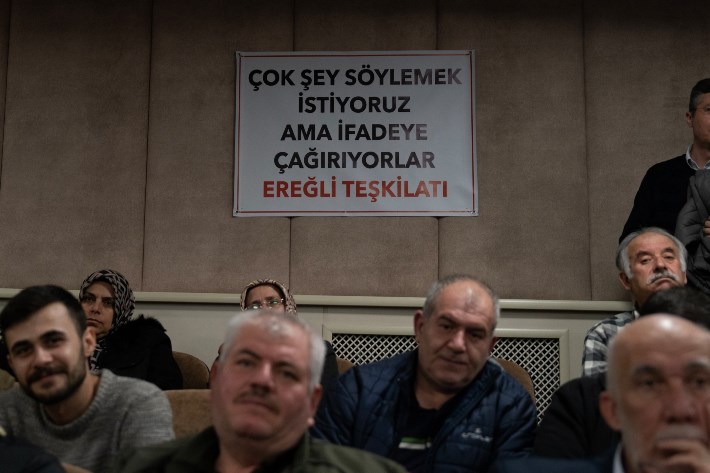 ÇOK ŞEY SÖYLEMEK
İSTİYORUZ
AMA İFADEYE
ÇAĞIRIYORLAR
EREĞLİ TEŞKİLATI